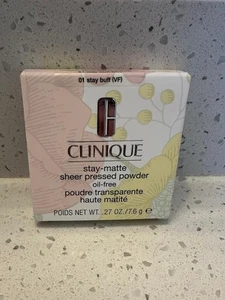 01 stay buff (VF)
CLINIQUE
stay-matte
sheer pressed powder
oil-free
poudre transparente
haute matité
POIDS NET WT. .27 OZ./7.6 g ℮